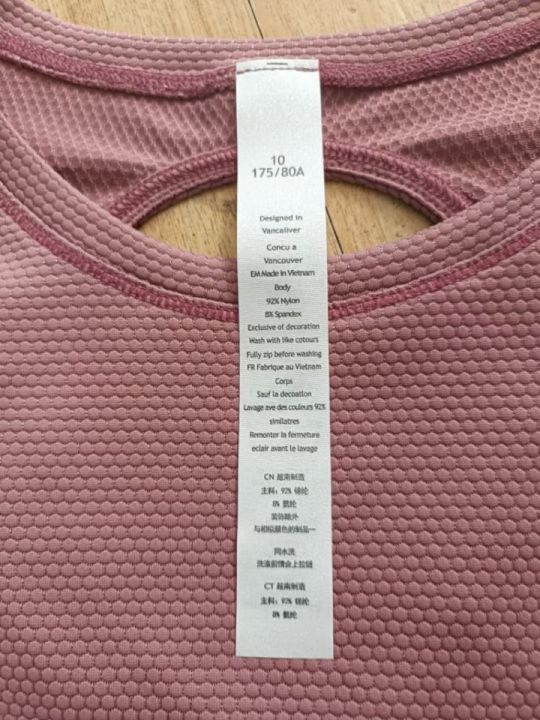 10
175/80A
Designed in
Vancaliver
Concu a
Vancouver
EM Made In Vietnam
Body
92% Nylon
8% Spandex
Exclusive of decoration
Wash with like cotours
Fully zip before washing
FR Fabrique au Vietnam
Corps
Sauf la decoation
Lavage ave des couleurs 92%
similatres
Remonter la fermeture
eclair avant le lavage
CN 越南制造
主料: 92% 锦纶
8% 氨纶
装饰除外
与相似颜色的制品一
同水洗
洗涤前情合上拉链
CT 越南制造
主料: 92% 锦纶
8% 氨纶